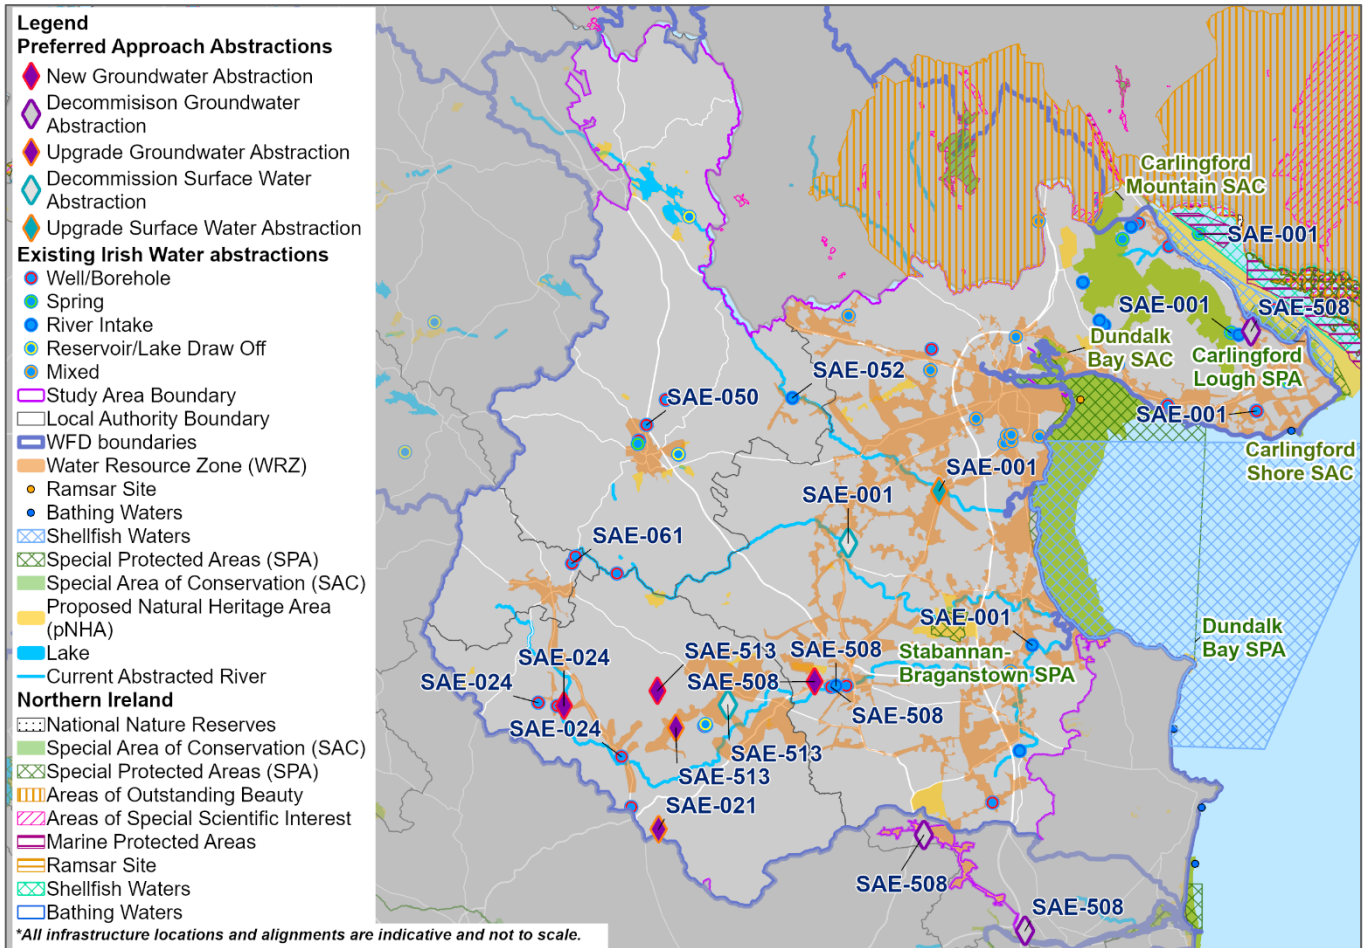 Legend
Preferred Approach Abstractions
New Groundwater Abstraction
Decommisison Groundwater
Abstraction
Upgrade Groundwater Abstraction
Decommission Surface Water
Abstraction
Upgrade Surface Water Abstraction
Existing Irish Water abstractions
Well/Borehole
Spring
River Intake
Reservoir/Lake Draw Off
Mixed
Study Area Boundary
Local Authority Boundary
WFD boundaries
Water Resource Zone (WRZ)
Ramsar Site
Bathing Waters
Shellfish Waters
Special Protected Areas (SPA)
Special Area of Conservation (SAC)
Proposed Natural Heritage Area
(pNHA)
Lake
Current Abstracted River
Northern Ireland
National Nature Reserves
Special Area of Conservation (SAC)
Special Protected Areas (SPA)
Areas of Outstanding Beauty
Areas of Special Scientific Interest
Marine Protected Areas
Ramsar Site
Shellfish Waters
Bathing Waters
*All infrastructure locations and alignments are indicative and not to scale.
Carlingford
Mountain SAC
SAE-001
SAE-001
SAE-508
Dundalk
Bay SAC
Carlingford
Lough SPA
SAE-052
SAE-050
SAE-001
Carlingford
Shore SAC
SAE-001
SAE-001
SAE-061
SAE-001
Dundalk
Bay SPA
Stabannan-
Braganstown SPA
SAE-024
SAE-513
SAE-508
SAE-024
SAE-508
SAE-508
SAE-024
SAE-513
SAE-513
SAE-021
SAE-508
SAE-508